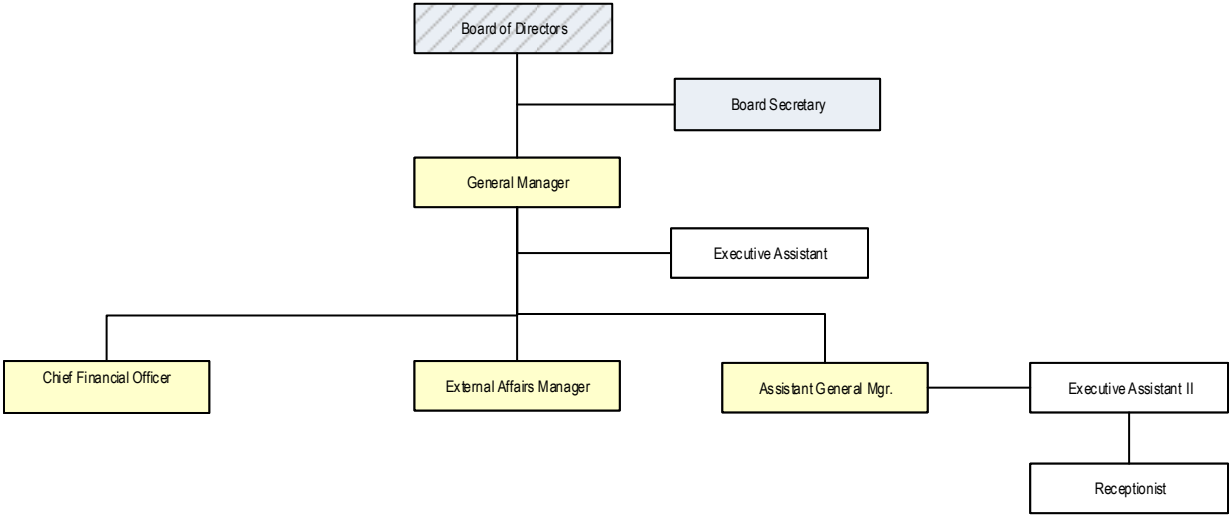 Board of Directors
Board Secretary
General Manager
Executive Assistant
Chief Financial Officer
External Affairs Manager
Assistant General Mgr.
Executive Assistant II
Receptionist